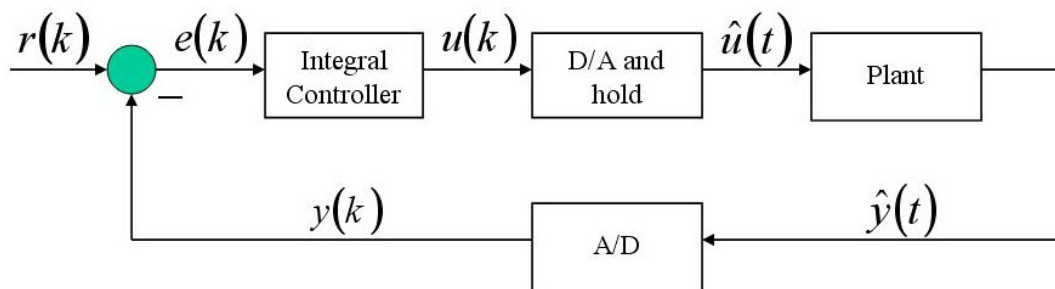 r(k)
e(k)
Integral
Controller
u(k)
D/A and
hold
û(t)
Plant
−
y(k)
A/D
ŷ(t)